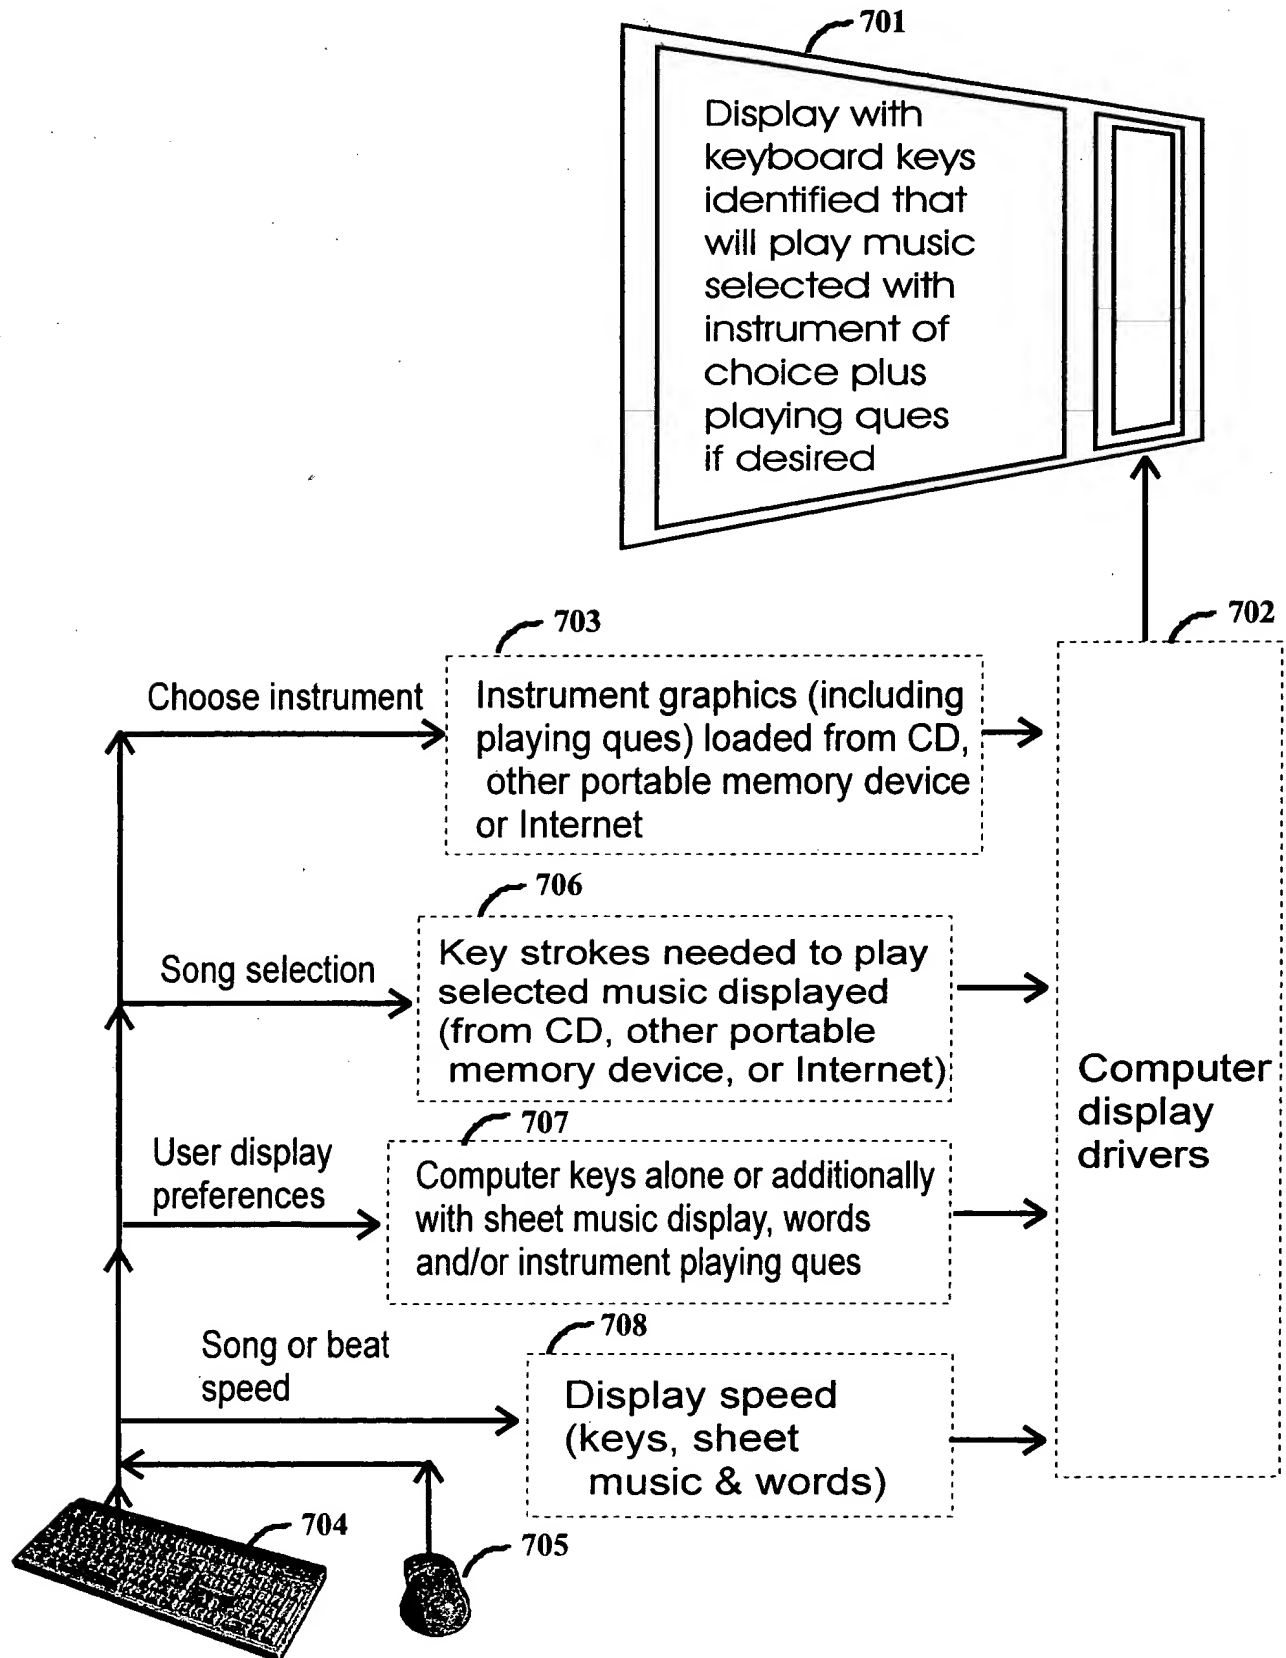 701
Display with
keyboard keys
identified that
will play music
selected with
instrument of
choice plus
playing ques
if desired
702
703
Choose instrument
Instrument graphics (including
playing ques) loaded from CD,
other portable memory device
or Internet
706
Song selection
Key strokes needed to play
selected music displayed
(from CD, other portable
memory device, or Internet)
Computer
display
drivers
707
User display
preferences
Computer keys alone or additionally
with sheet music display, words
and/or instrument playing ques
708
Song or beat
speed
Display speed
(keys, sheet
music & words)
704
705